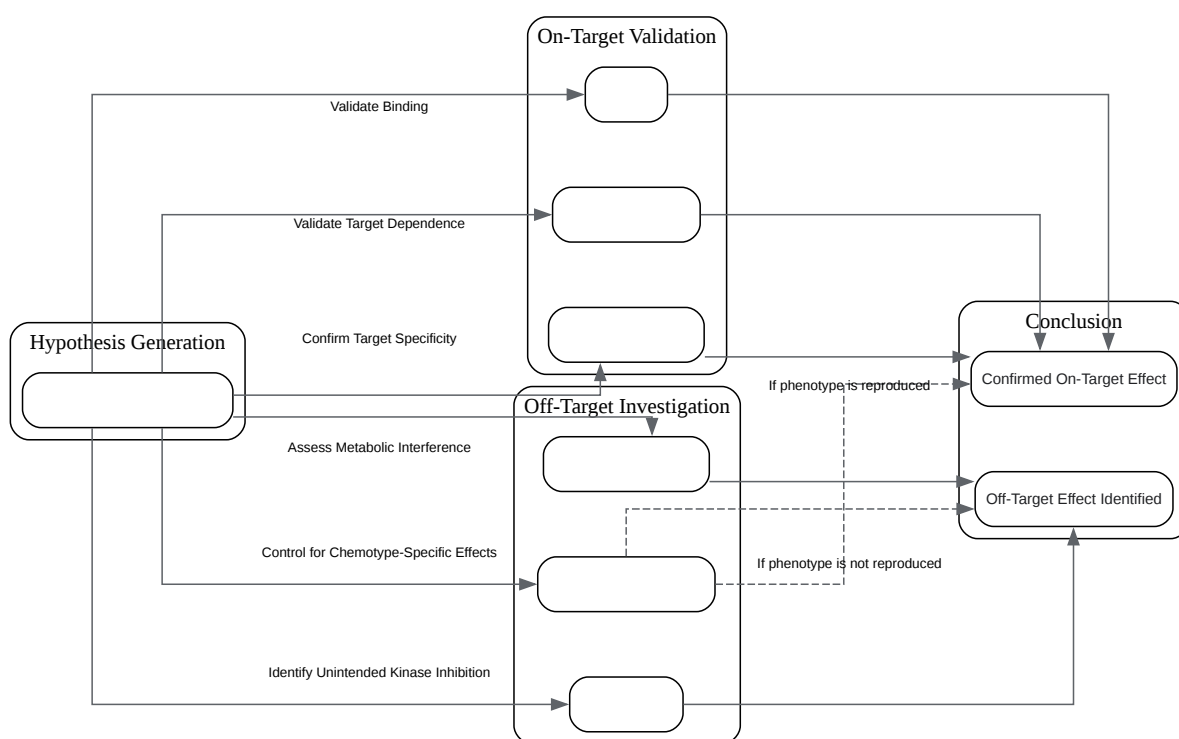 On-Target Validation
Validate Binding
Validate Target Dependence
Confirm Target Specificity
Hypothesis Generation
Conclusion
Confirmed On-Target Effect
If phenotype is reproduced
Off-Target Investigation
Assess Metabolic Interference
Off-Target Effect Identified
Control for Chemotype-Specific Effects
If phenotype is not reproduced
Identify Unintended Kinase Inhibition